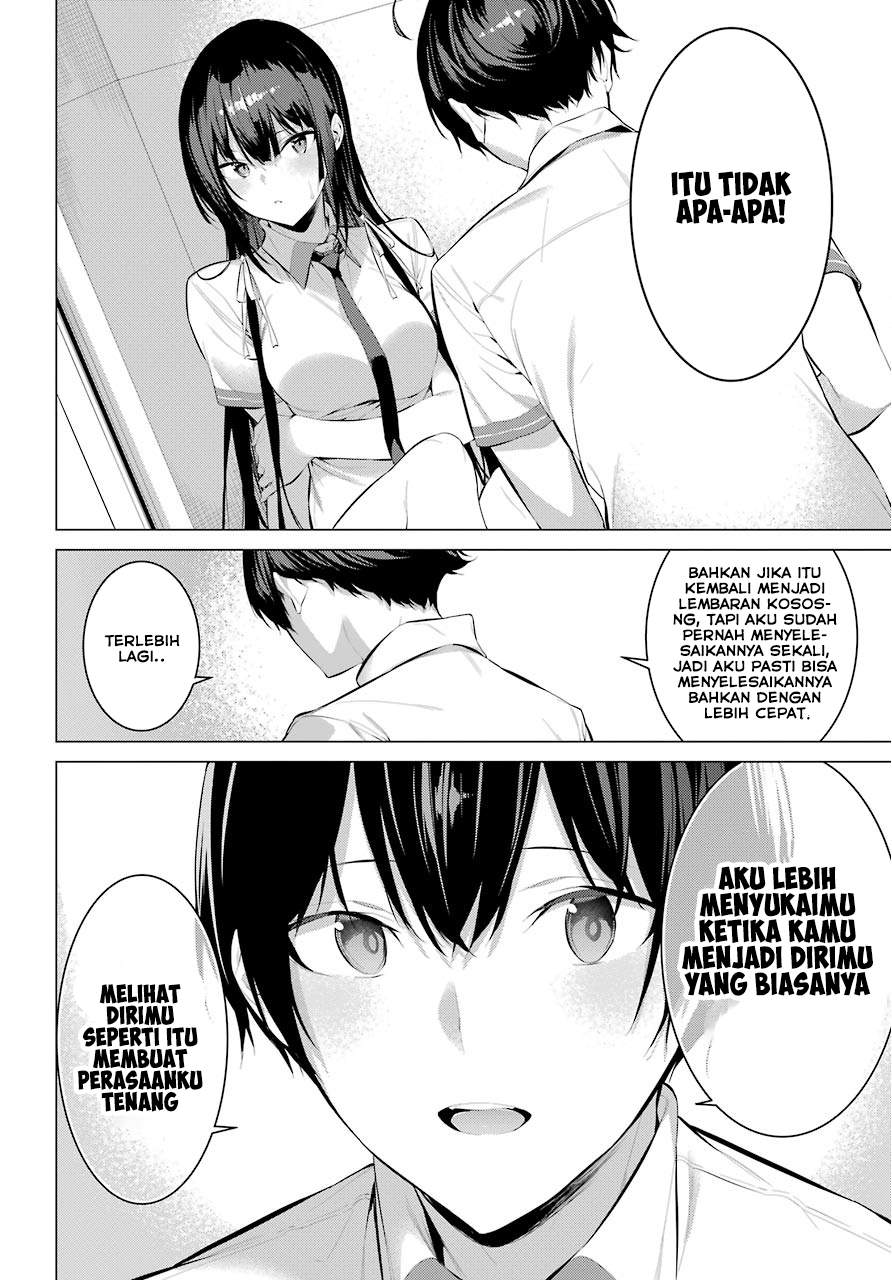 ITU TIDAK
APA-APA!
BAHKAN JIKA ITU
KEMBALI MENJADI
LEMBARAN KOSOS-
NG, TAPI AKU SUDAH
PERNAH MENYELE-
SAIKANNYA SEKALI,
JADI AKU PASTI BISA
MENYELESAIKANNYA
BAHKAN DENGAN
LEBIH CEPAT.
TERLEBIH
LAGI..
AKU LEBIH
MENYUKAIMU
KETIKA KAMU
MENJADI DIRIMU
YANG BIASANYA
MELIHAT
DIRIMU
SEPERTI ITU
MEMBUAT
PERASAANKU
TENANG